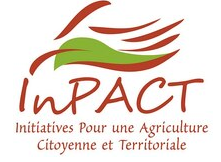 InPACT
Initiatives Pour une Agriculture
Citoyenne et Territoriale